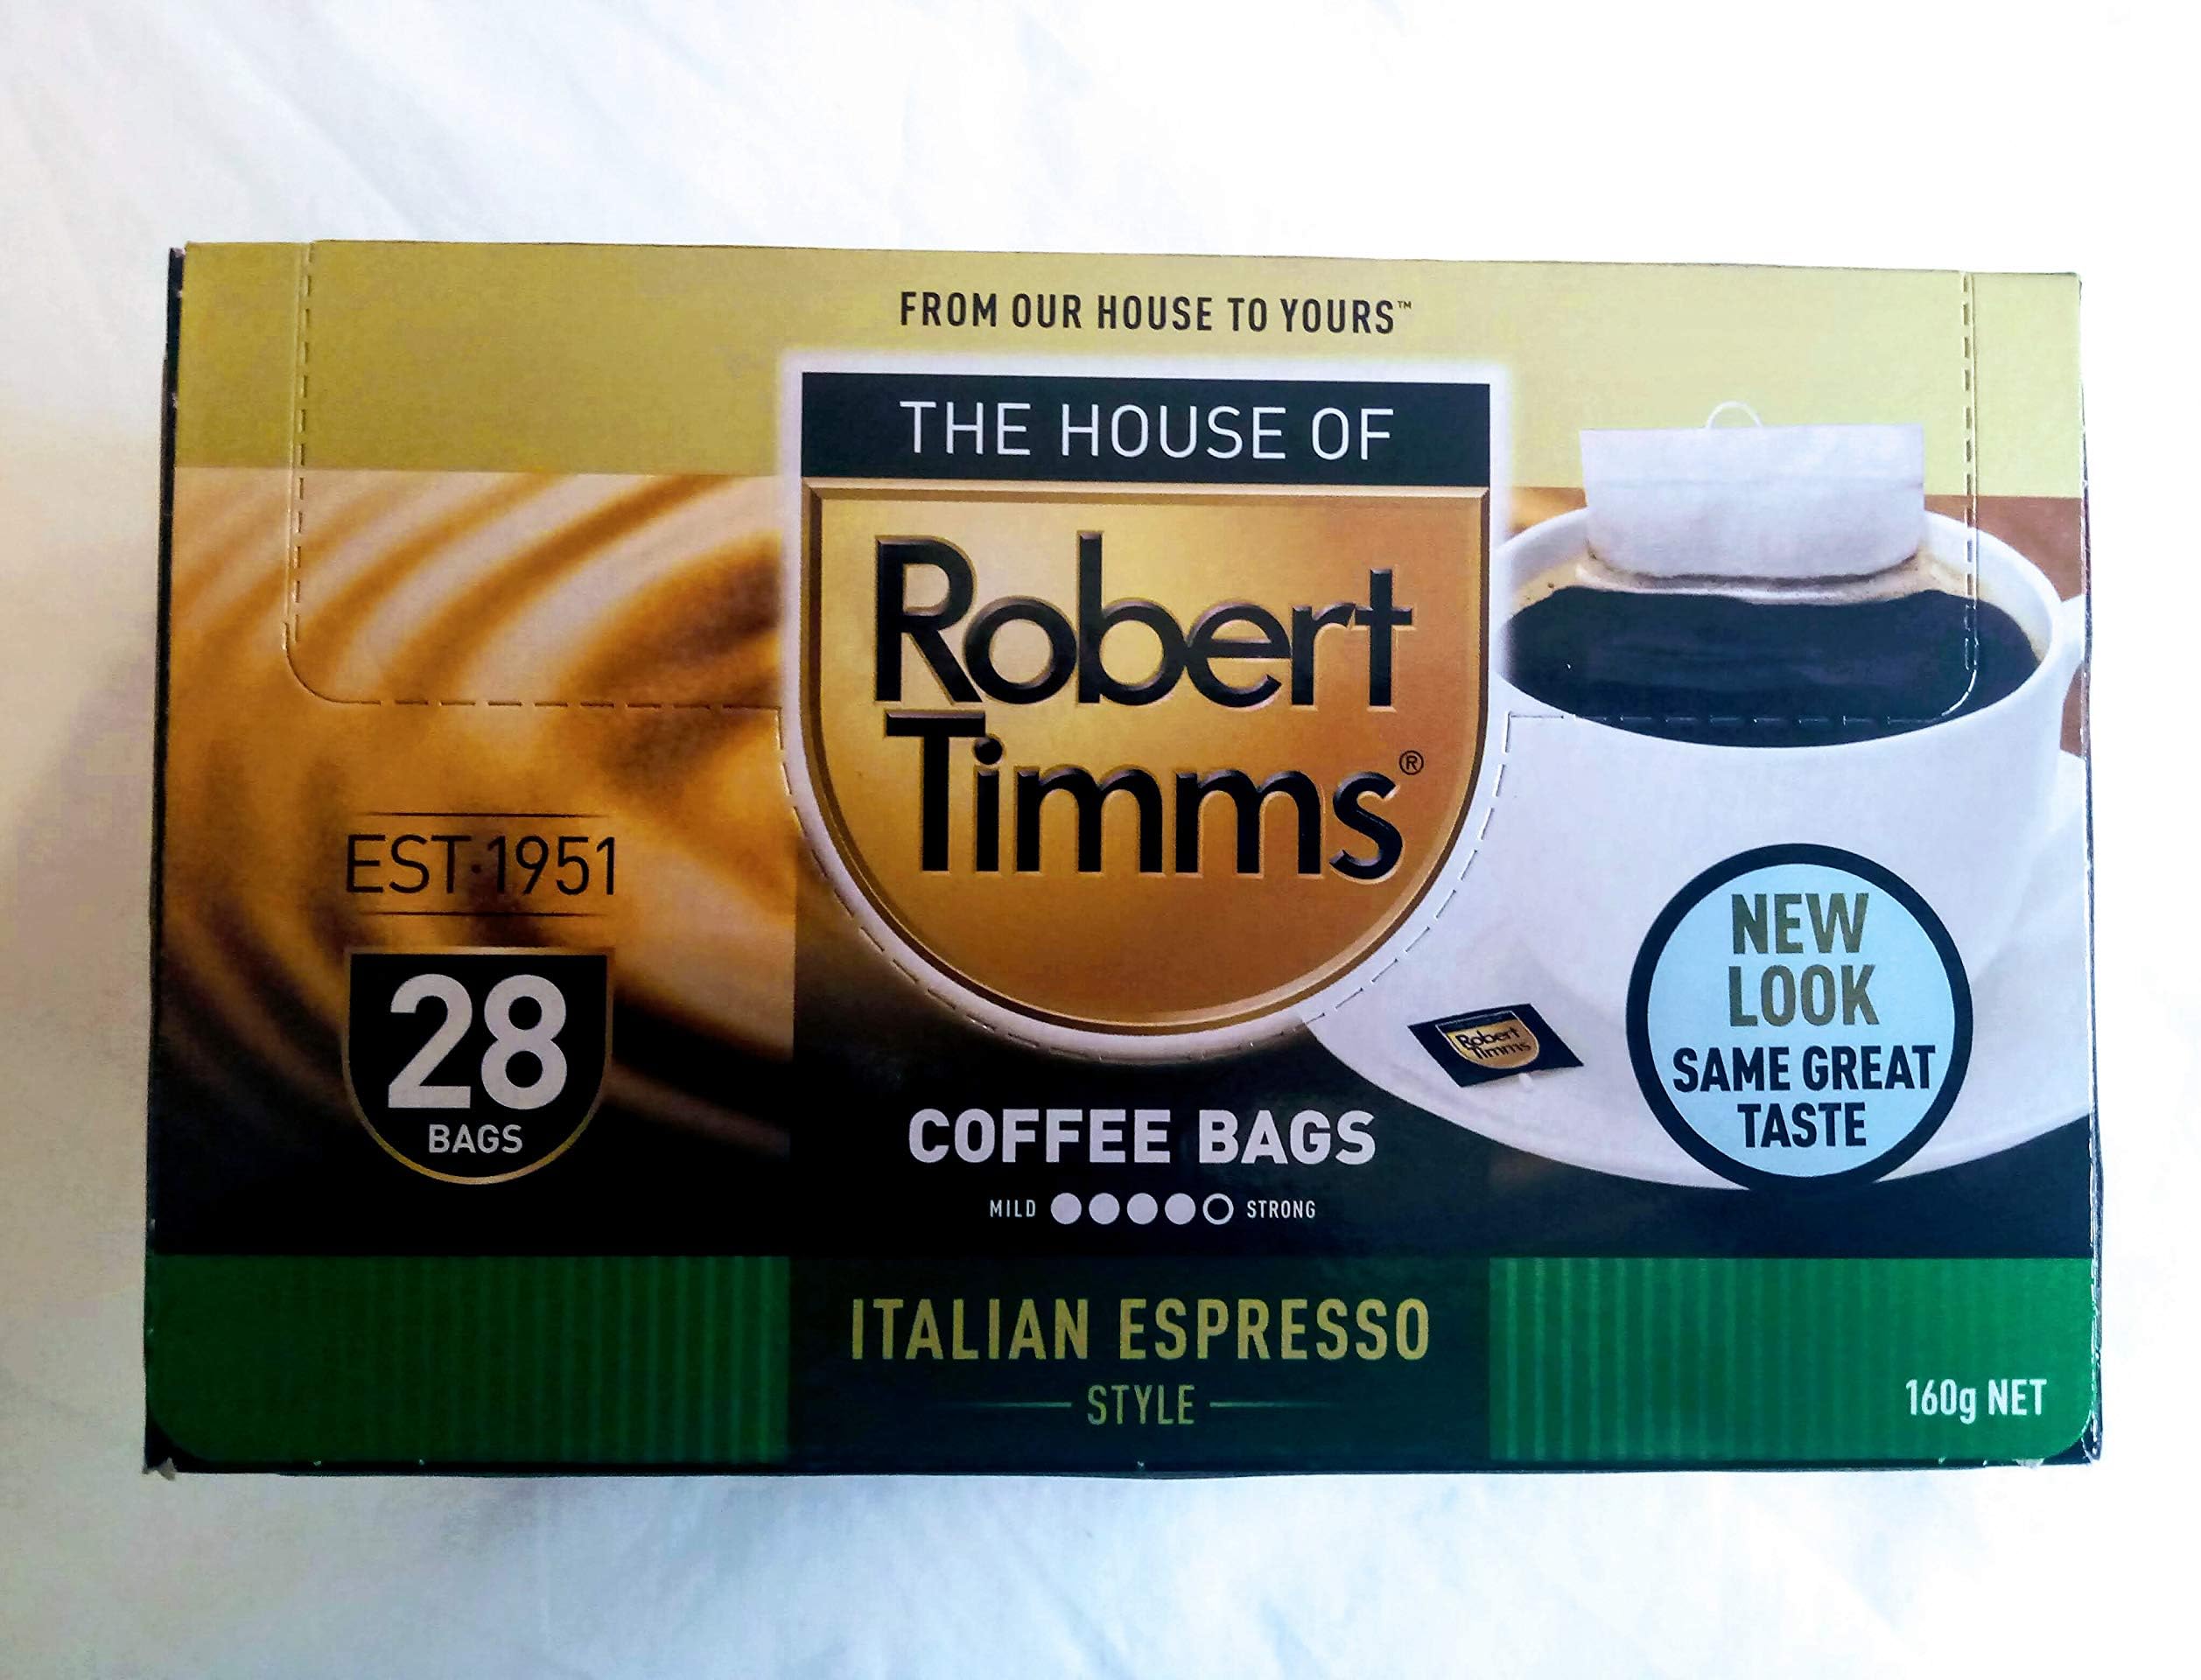 FROM OUR HOUSE TO YOURS™
THE HOUSE OF
Robert
Timms®
EST·1951
28
BAGS
Robert
Timms
NEW
LOOK
SAME GREAT
TASTE
COFFEE BAGS
MILD STRONG
ITALIAN ESPRESSO
STYLE
160g NET